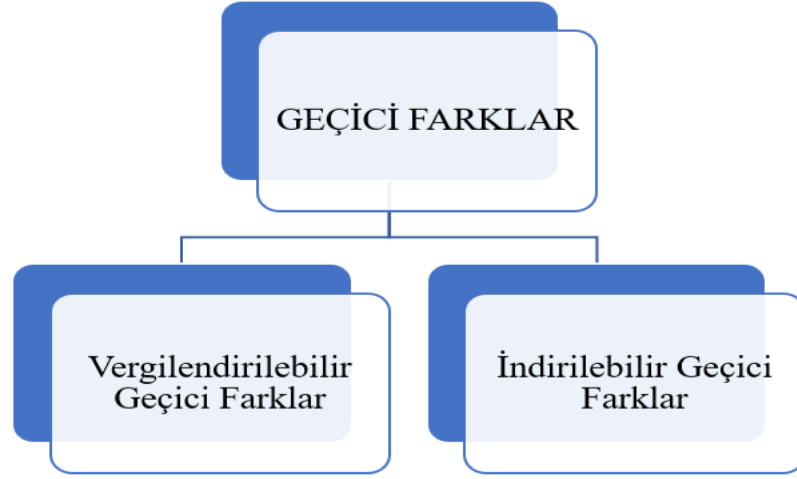 GEÇİCİ FARKLAR
Vergilendirilebilir
Geçici Farklar
İndirilebilir Geçici
Farklar